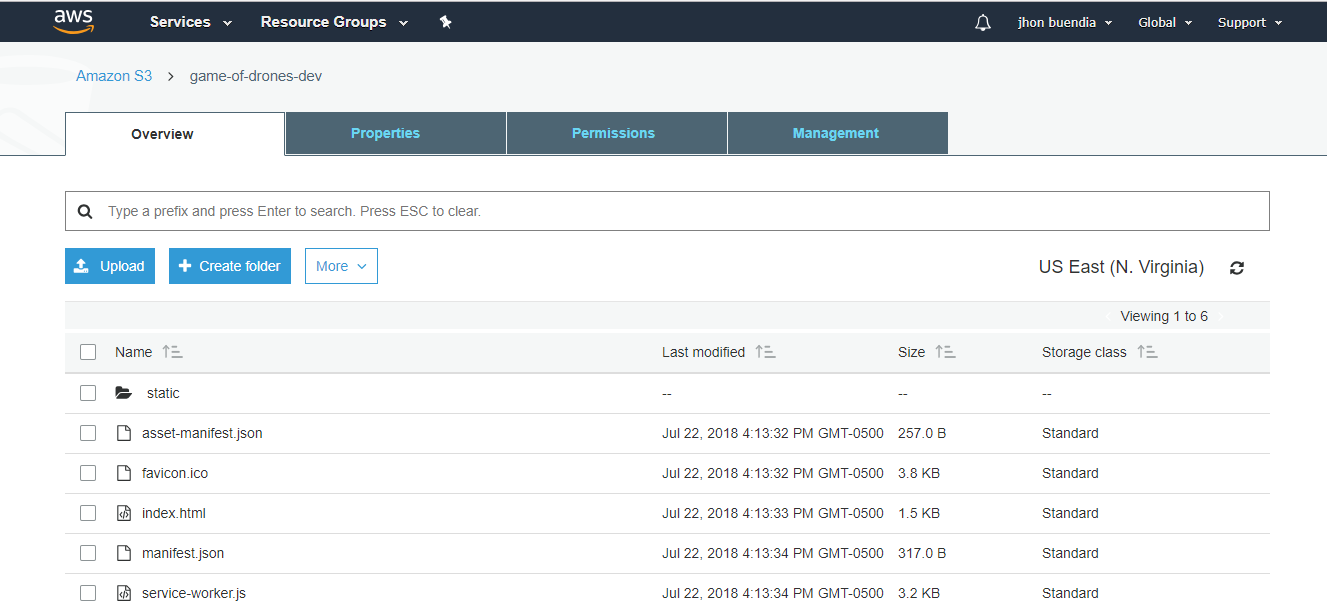 aws Services Resource Groups jhon buendia Global Support
Amazon S3 > game-of-drones-dev
Overview Properties Permissions Management
Type a prefix and press Enter to search. Press ESC to clear.
Upload Create folder More US East (N. Virginia)
Viewing 1 to 6
Name Last modified Size Storage class
static -- -- --
asset-manifest.json Jul 22, 2018 4:13:32 PM GMT-0500 257.0 B Standard
favicon.ico Jul 22, 2018 4:13:32 PM GMT-0500 3.8 KB Standard
index.html Jul 22, 2018 4:13:33 PM GMT-0500 1.5 KB Standard
manifest.json Jul 22, 2018 4:13:34 PM GMT-0500 317.0 B Standard
service-worker.js Jul 22, 2018 4:13:34 PM GMT-0500 3.2 KB Standard